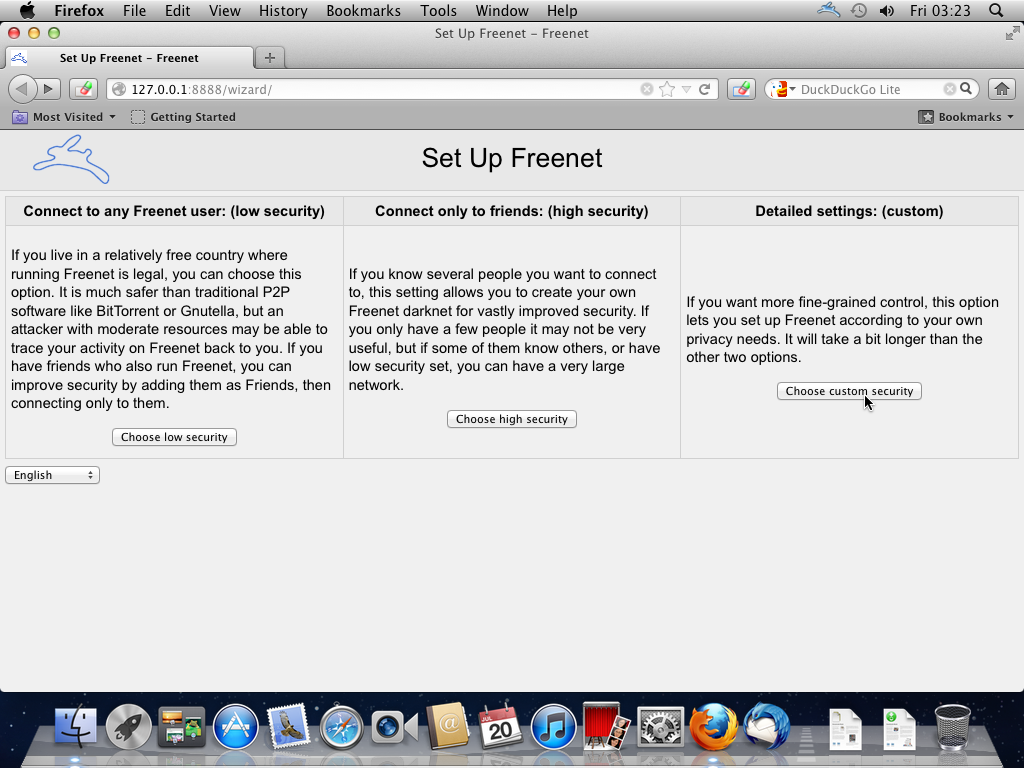 Firefox File Edit View History Bookmarks Tools Window Help Fri 03:23
Set Up Freenet – Freenet
Set Up Freenet – Freenet
127.0.0.1:8888/wizard/ DuckDuckGo Lite
Most Visited Getting Started Bookmarks
Set Up Freenet
Connect to any Freenet user: (low security)
If you live in a relatively free country where
running Freenet is legal, you can choose this
option. It is much safer than traditional P2P
software like BitTorrent or Gnutella, but an
attacker with moderate resources may be able to
trace your activity on Freenet back to you. If you
have friends who also run Freenet, you can
improve security by adding them as Friends, then
connecting only to them.
Choose low security
Connect only to friends: (high security)
If you know several people you want to connect
to, this setting allows you to create your own
Freenet darknet for vastly improved security. If
you only have a few people it may not be very
useful, but if some of them know others, or have
low security set, you can have a very large
network.
Choose high security
Detailed settings: (custom)
If you want more fine-grained control, this option
lets you set up Freenet according to your own
privacy needs. It will take a bit longer than the
other two options.
Choose custom security
English
JUL
20